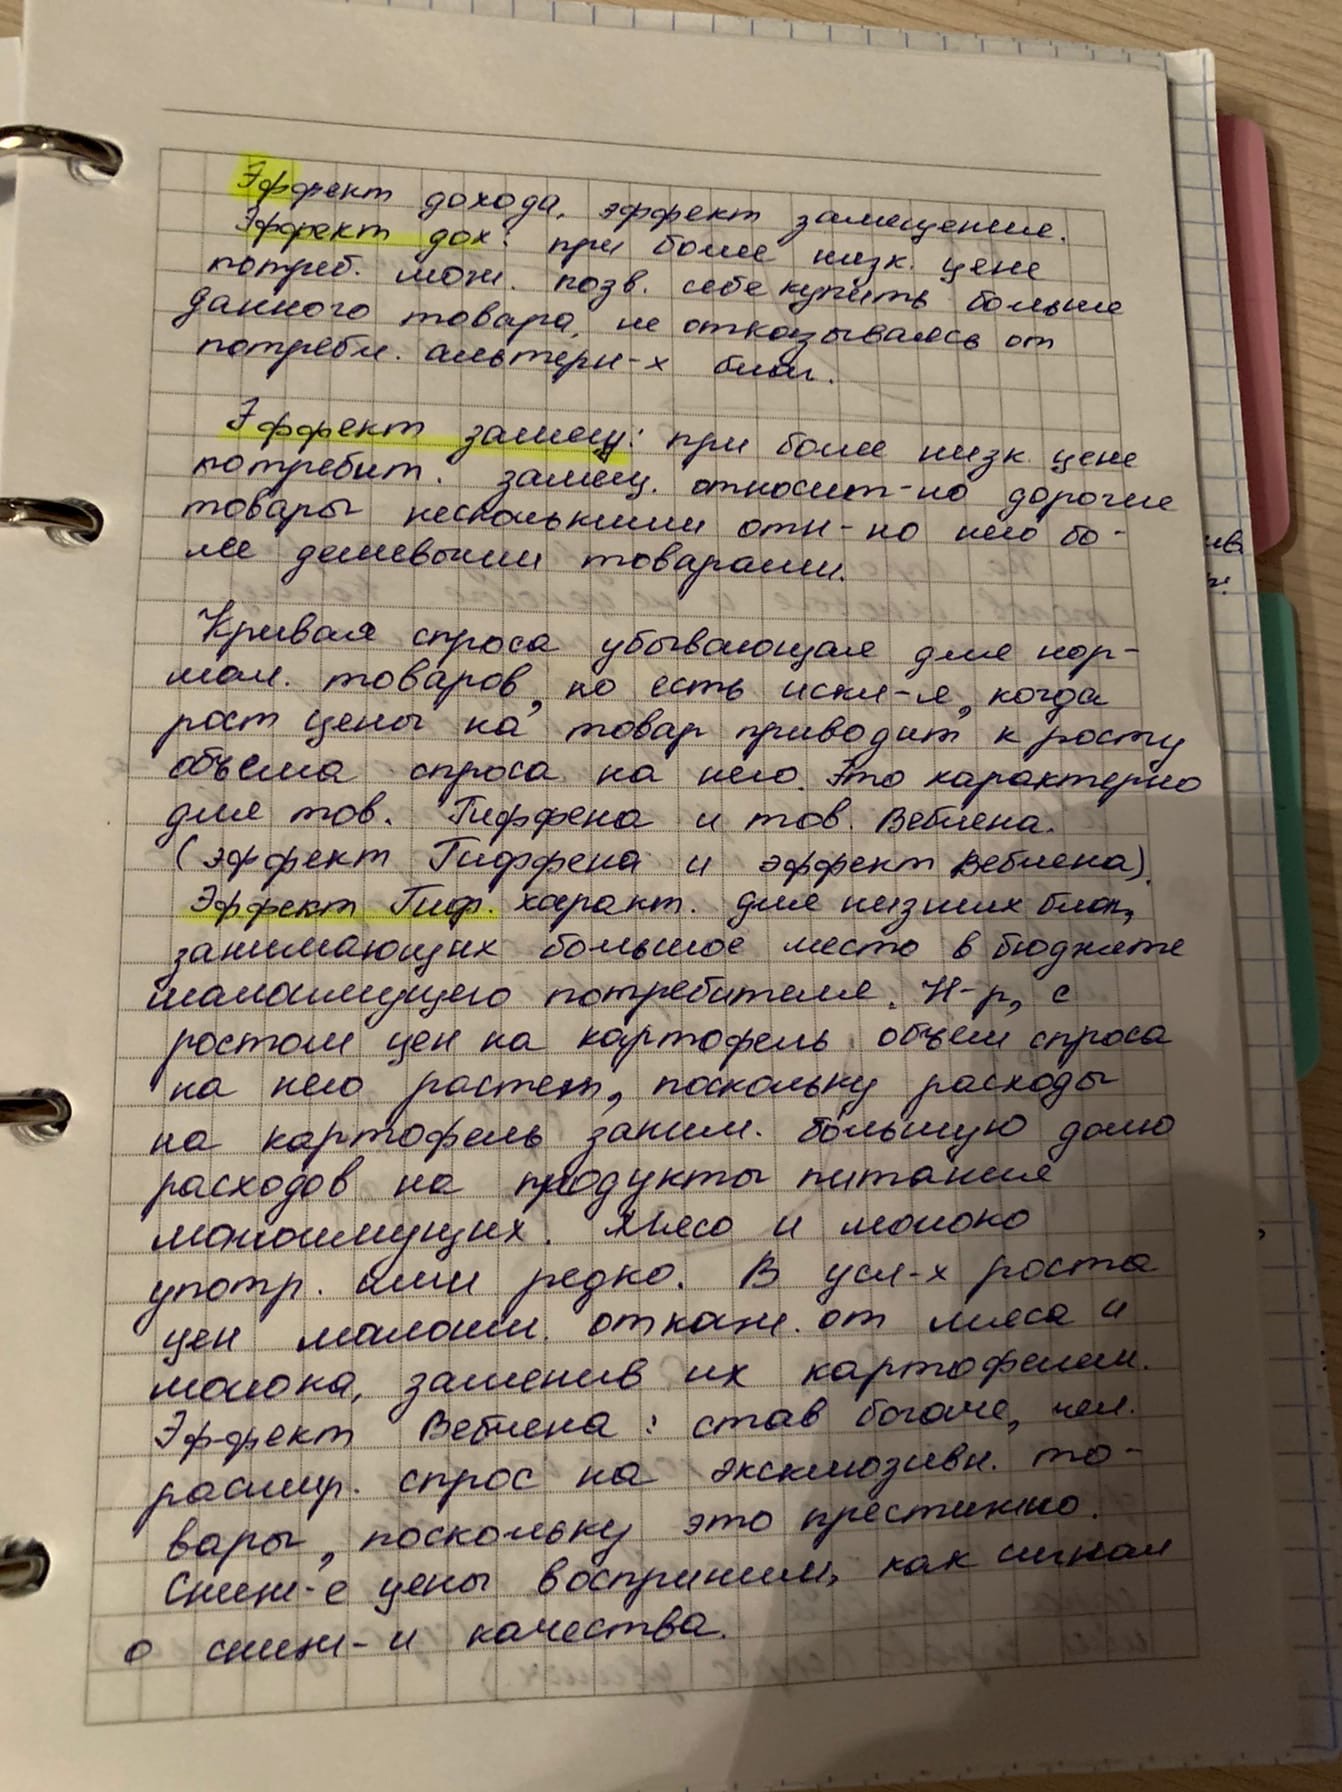 Эффект дохода, эффект замещения.
Эффект дох: при более низк. цене
потреб. мож. позв. себе купить больше
данного товара, не отказываясь от
потребл. альтерн-х благ.
Эффект замещ: при более низк. цене
потребит. замещ. относит-но дорогие
товары несколькими отн-но него бо-
лее дешевыми товарами.
Кривая спроса убывающая для нор-
мал. товаров, но есть искл-я, когда
рост цены на товар приводит к росту
объема спроса на него. Это характерно
для тов. Гиффена и тов. Веблена.
(эффект Гиффена и эффект Веблена).
Эффект Гиф. характ. для низших благ,
занимающих большое место в бюджете
малоимущего потребителя. Н-р, с
ростом цен на картофель объем спроса
на него растет, поскольку расходы
на картофель заним. большую долю
расходов на продукты питания
малоимущих. Мясо и молоко
употр. ими редко. В усл-х роста
цен малоим. откаж. от мяса и
молока, заменив их картофелем.
Эффект Веблена: став богаче, чел.
расшир. спрос на эксклюзивн. то-
вары, поскольку это престижно.
Сниж-е цены восприним, как сигнал
о сниж-и качества.